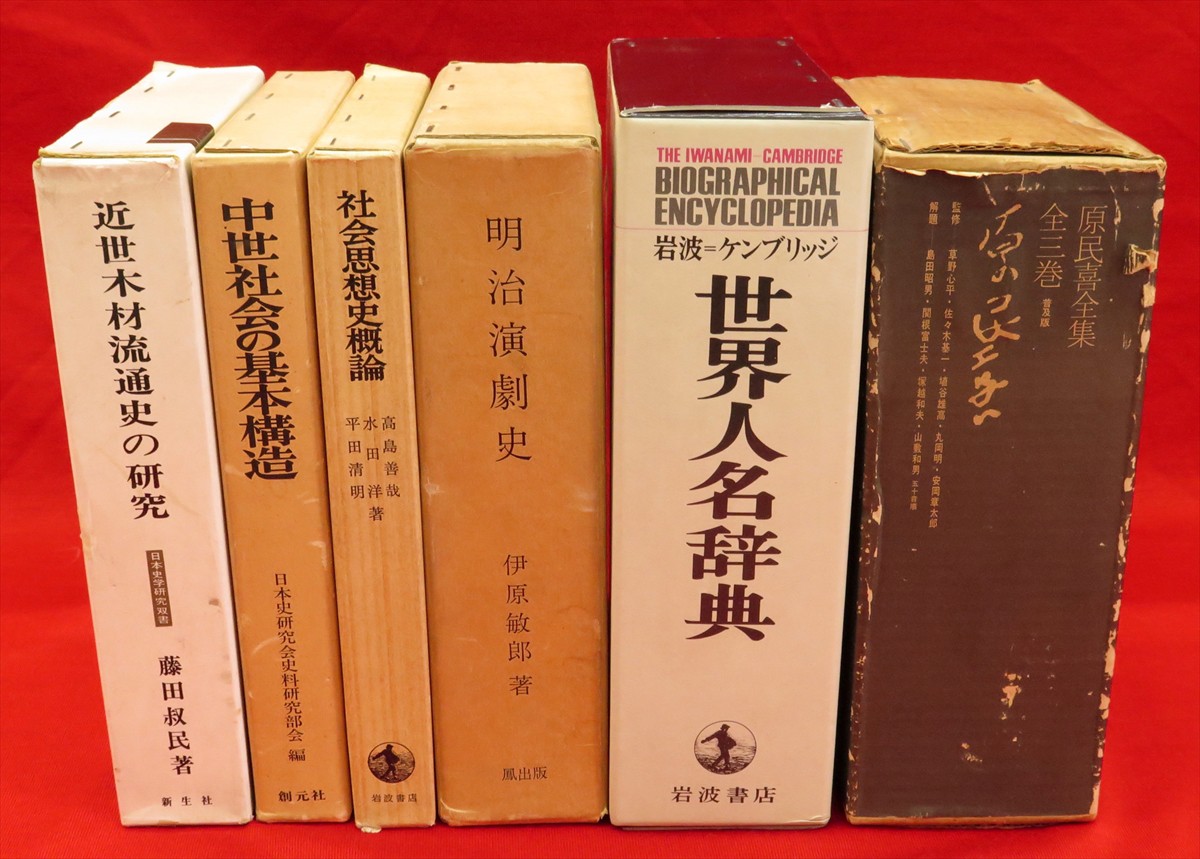 近世木材流通史の研究
日本史学研究双書
藤田叔民著
新生社
中世社会の基本構造
日本史研究会史料研究部会 編
創元社
社会思想史概論
高島善哉
水田洋
平田清明
著
岩波書店
明治演劇史
伊原敏郎著
鳳出版
THE IWANAMI=CAMBRIDGE
BIOGRAPHICAL
ENCYCLOPEDIA
岩波=ケンブリッジ
世界人名辞典
岩波書店
原民喜全集
全三巻 普及版
原民喜
監修 草野心平・佐々木基一・埴谷雄高・丸岡明・安岡章太郎
解題 島田昭男・関根富士夫・塚越和夫・山敷和男 五十音順